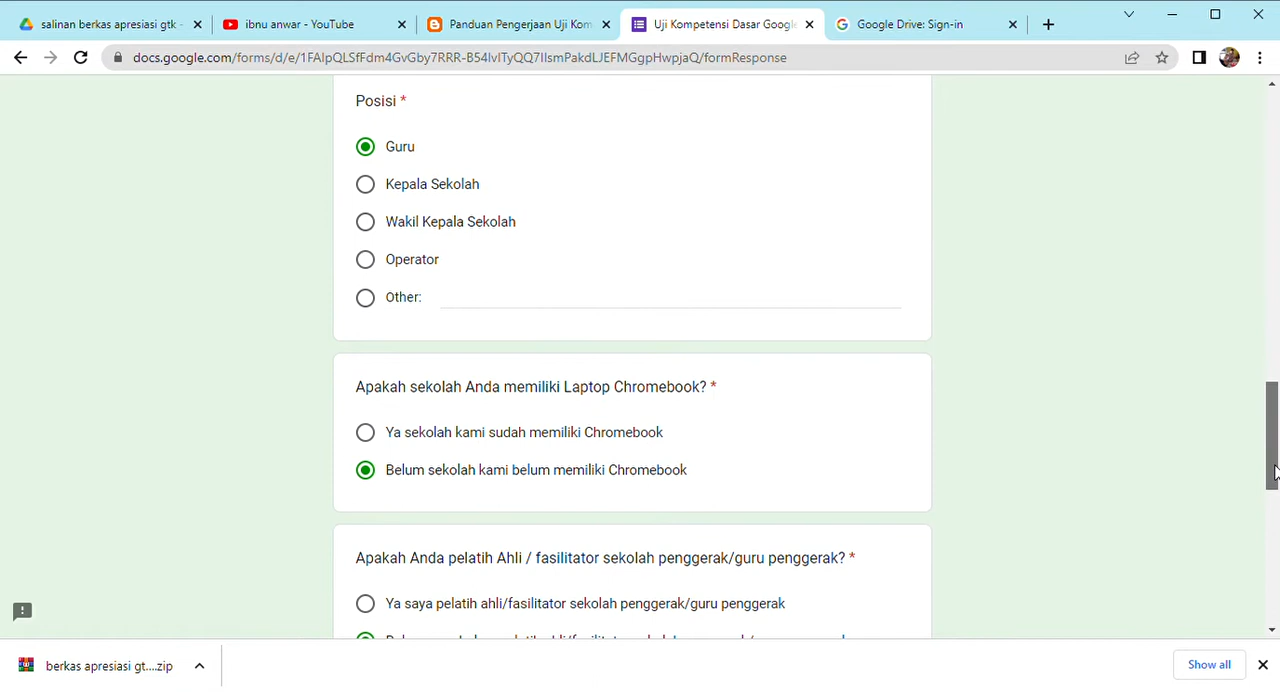 salinan berkas apresiasi gtk -
ibnu anwar - YouTube
Panduan Pengerjaan Uji Kom
Uji Kompetensi Dasar Google
Google Drive: Sign-in
docs.google.com/forms/d/e/1FAIpQLSfFdm4GvGby7RRR-B54IvITyQQ7IlsmPakdLJEFMGgpHwpjaQ/formResponse
Posisi *
Guru
Kepala Sekolah
Wakil Kepala Sekolah
Operator
Other:
Apakah sekolah Anda memiliki Laptop Chromebook? *
Ya sekolah kami sudah memiliki Chromebook
Belum sekolah kami belum memiliki Chromebook
Apakah Anda pelatih Ahli / fasilitator sekolah penggerak/guru penggerak? *
Ya saya pelatih ahli/fasilitator sekolah penggerak/guru penggerak
berkas apresiasi gt....zip
Show all